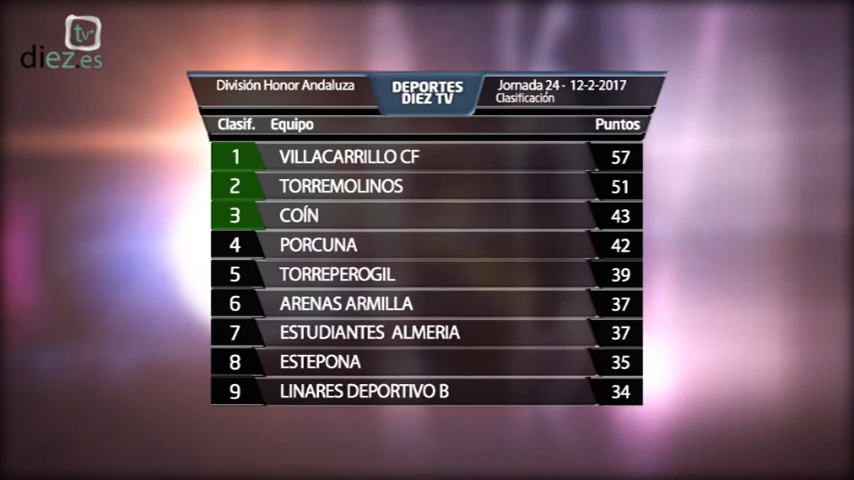 tv
diez.es
División Honor Andaluza
DEPORTES
DIEZ TV
Jornada 24 - 12-2-2017
Clasificación
Clasif. Equipo Puntos
1 VILLACARRILLO CF 57
2 TORREMOLINOS 51
3 COÍN 43
4 PORCUNA 42
5 TORREPEROGIL 39
6 ARENAS ARMILLA 37
7 ESTUDIANTES ALMERIA 37
8 ESTEPONA 35
9 LINARES DEPORTIVO B 34